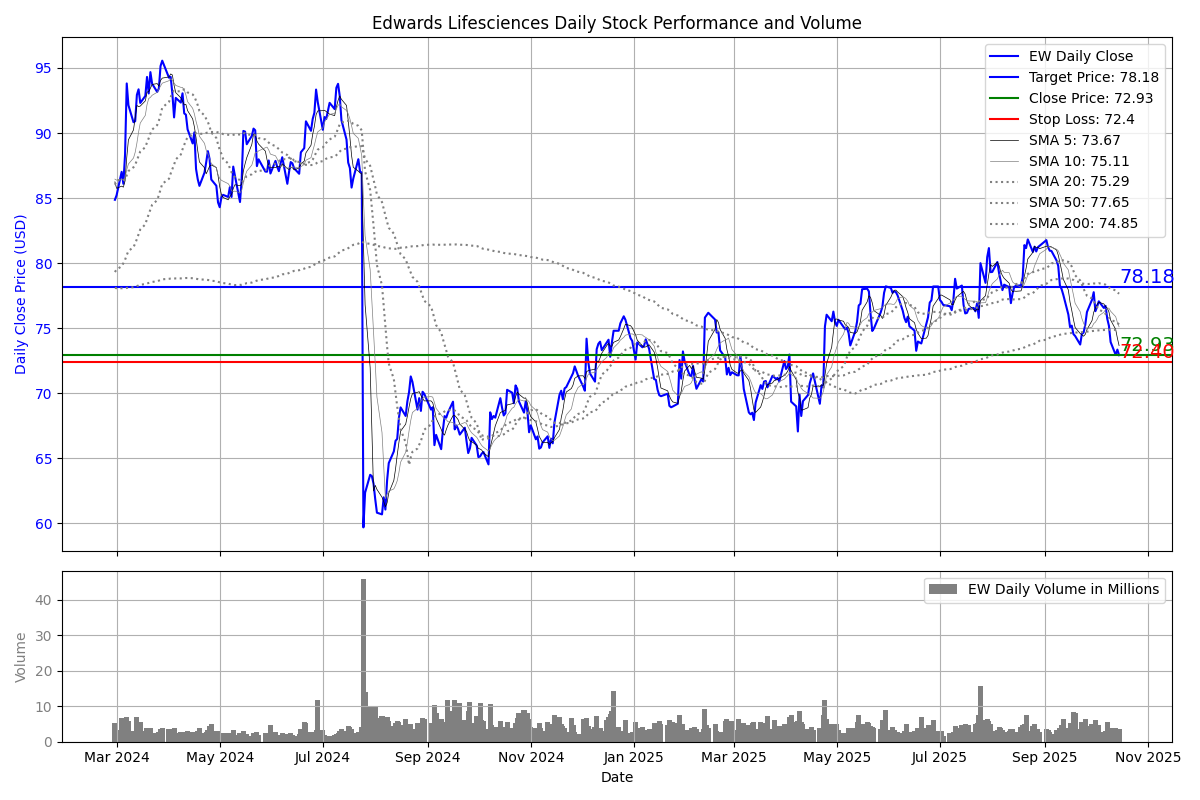 Edwards Lifesciences Daily Stock Performance and Volume
Daily Close Price (USD)
95
90
85
80
75
70
65
60
EW Daily Close
Target Price: 78.18
Close Price: 72.93
Stop Loss: 72.4
SMA 5: 73.67
SMA 10: 75.11
SMA 20: 75.29
SMA 50: 77.65
SMA 200: 74.85
78.18
72.93
72.40
Volume
40
30
20
10
0
EW Daily Volume in Millions
Mar 2024 May 2024 Jul 2024 Sep 2024 Nov 2024 Jan 2025 Mar 2025 May 2025 Jul 2025 Sep 2025 Nov 2025
Date